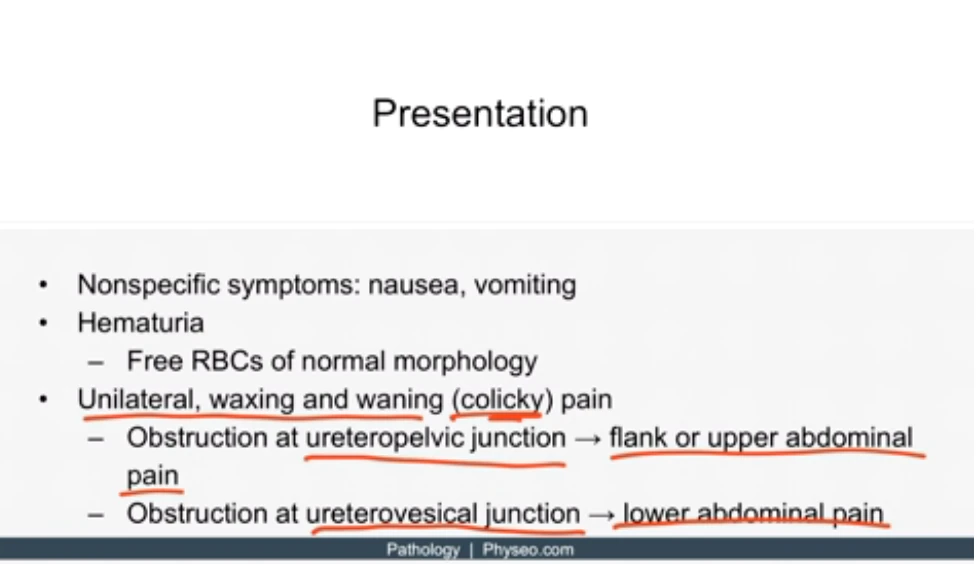 Presentation
• Nonspecific symptoms: nausea, vomiting
• Hematuria
– Free RBCs of normal morphology
• Unilateral, waxing and waning (colicky) pain
– Obstruction at ureteropelvic junction → flank or upper abdominal
pain
– Obstruction at ureterovesical junction → lower abdominal pain
Pathology | Physeo.com